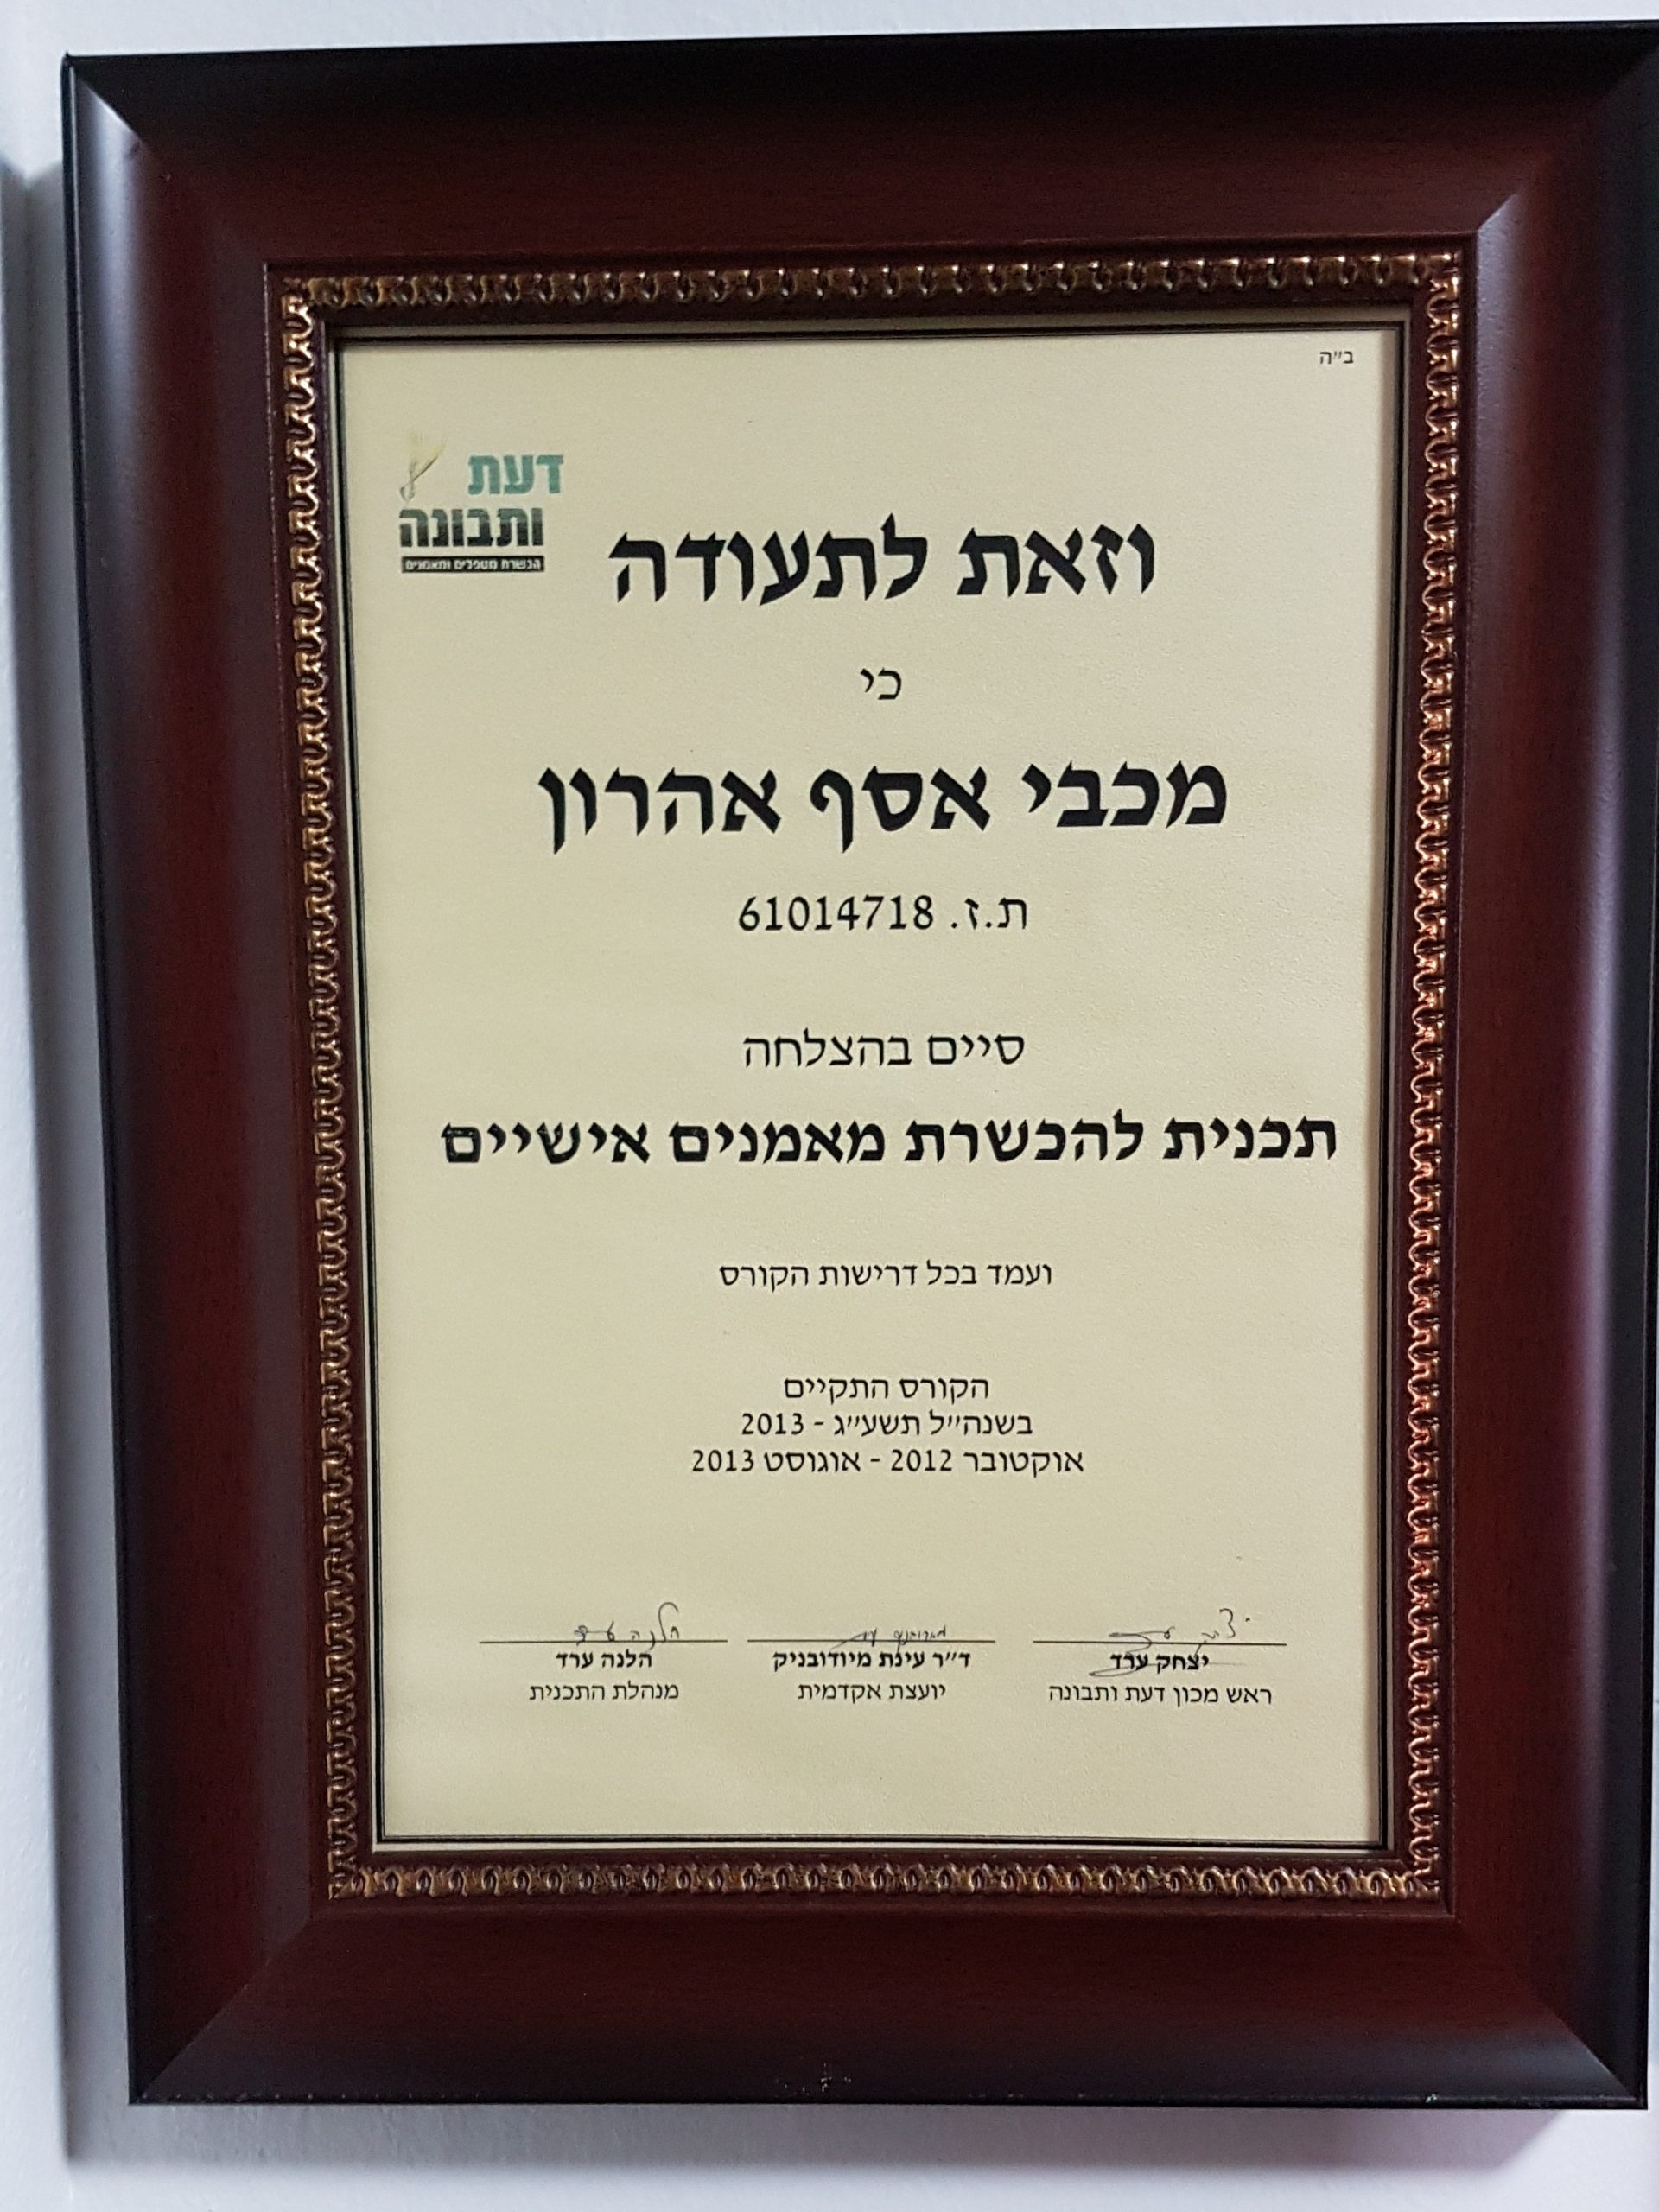 ב״ה
דעת
ותבונה
הכשרת מטפלים ומאמנים
וזאת לתעודה
כי
מכבי אסף אהרון
ת.ז. 61014718
סיים בהצלחה
תכנית להכשרת מאמנים אישיים
ועמד בכל דרישות הקורס
הקורס התקיים
בשנה״ל תשע״ג - 2013
אוקטובר 2012 - אוגוסט 2013
יצחק ערד
ראש מכון דעת ותבונה
ד״ר עינת מיודובניק
יועצת אקדמית
הלנה ערד
מנהלת התכנית